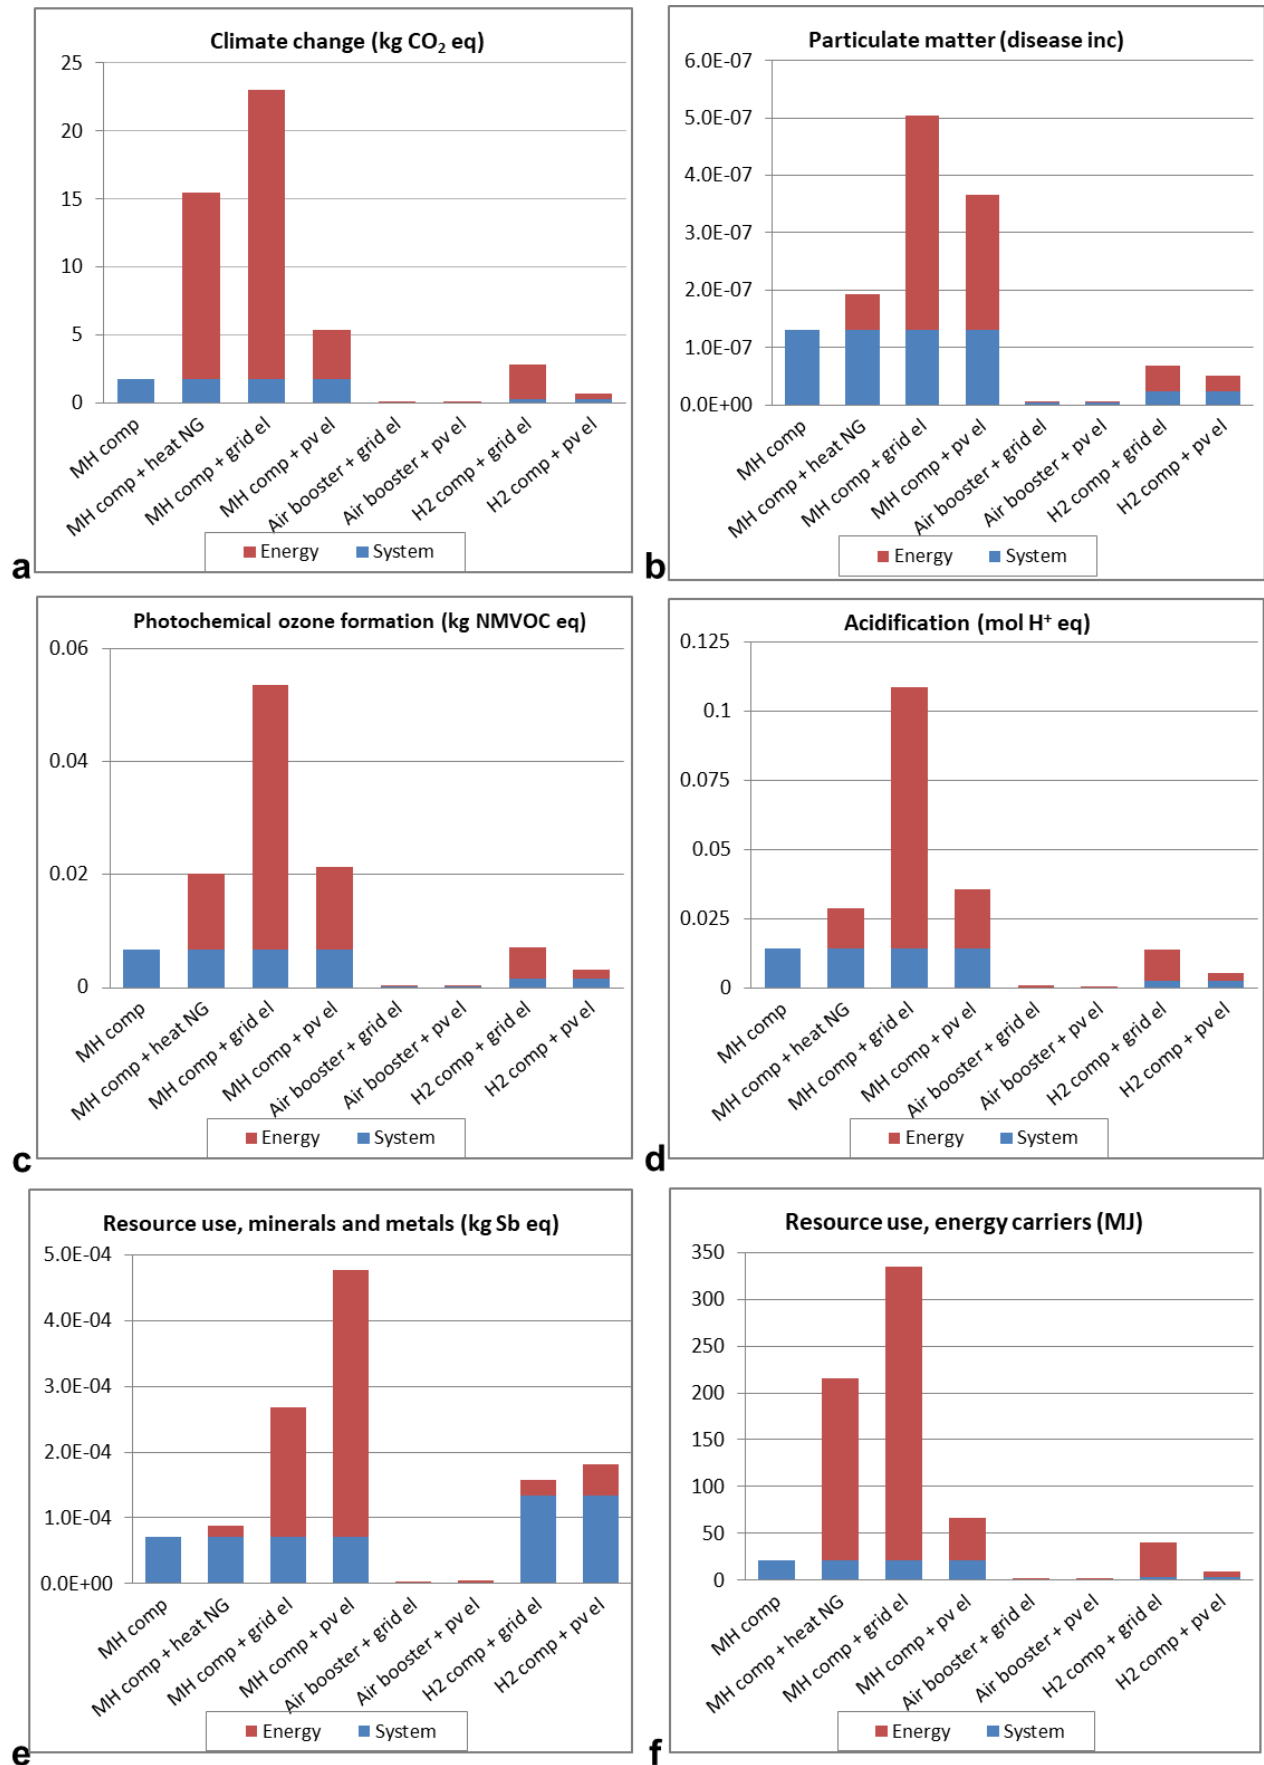 Climate change (kg CO₂ eq)
25
20
15
10
5
0
MH comp
MH comp + heat NG
MH comp + grid el
MH comp + pv el
Air booster + grid el
Air booster + pv el
H2 comp + grid el
H2 comp + pv el
Energy System
a
Particulate matter (disease inc)
6.0E-07
5.0E-07
4.0E-07
3.0E-07
2.0E-07
1.0E-07
0.0E+00
MH comp
MH comp + heat NG
MH comp + grid el
MH comp + pv el
Air booster + grid el
Air booster + pv el
H2 comp + grid el
H2 comp + pv el
Energy System
b
Photochemical ozone formation (kg NMVOC eq)
0.06
0.04
0.02
0
MH comp
MH comp + heat NG
MH comp + grid el
MH comp + pv el
Air booster + grid el
Air booster + pv el
H2 comp + grid el
H2 comp + pv el
Energy System
c
Acidification (mol H⁺ eq)
0.125
0.1
0.075
0.05
0.025
0
MH comp
MH comp + heat NG
MH comp + grid el
MH comp + pv el
Air booster + grid el
Air booster + pv el
H2 comp + grid el
H2 comp + pv el
Energy System
d
Resource use, minerals and metals (kg Sb eq)
5.0E-04
4.0E-04
3.0E-04
2.0E-04
1.0E-04
0.0E+00
MH comp
MH comp + heat NG
MH comp + grid el
MH comp + pv el
Air booster + grid el
Air booster + pv el
H2 comp + grid el
H2 comp + pv el
Energy System
e
Resource use, energy carriers (MJ)
350
300
250
200
150
100
50
0
MH comp
MH comp + heat NG
MH comp + grid el
MH comp + pv el
Air booster + grid el
Air booster + pv el
H2 comp + grid el
H2 comp + pv el
Energy System
f